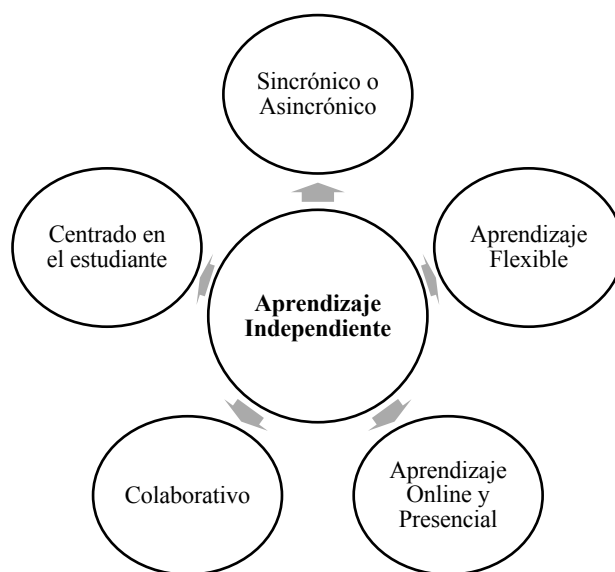 Sincrónico o
Asincrónico
Centrado en
el estudiante
Aprendizaje
Flexible
Aprendizaje
Independiente
Colaborativo
Aprendizaje
Online y
Presencial